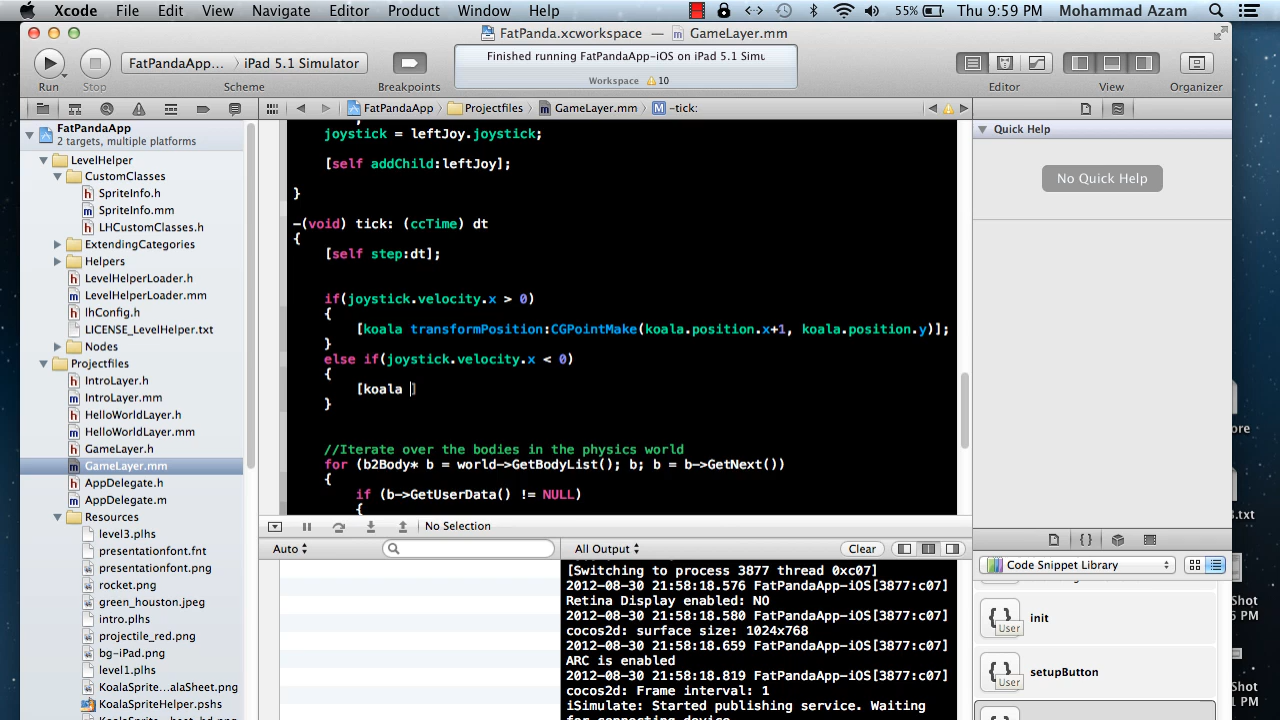 Xcode File Edit View Navigate Editor Product Window Help 55% Thu 9:59 PM Mohammad Azam
FatPanda.xcworkspace — GameLayer.mm
FatPandaApp... iPad 5.1 Simulator
Finished running FatPandaApp-iOS on iPad 5.1 Simu
Workspace 10
Run Stop Scheme Breakpoints Editor View Organizer
FatPandaApp Projectfiles GameLayer.mm -tick:
FatPandaApp
2 targets, multiple platforms
LevelHelper
CustomClasses
SpriteInfo.h
SpriteInfo.mm
LHCustomClasses.h
ExtendingCategories
Helpers
LevelHelperLoader.h
LevelHelperLoader.mm
lhConfig.h
LICENSE_LevelHelper.txt
Nodes
Projectfiles
IntroLayer.h
IntroLayer.mm
HelloWorldLayer.h
HelloWorldLayer.mm
GameLayer.h
GameLayer.mm
AppDelegate.h
AppDelegate.m
Resources
level3.plhs
presentationfont.fnt
presentationfont.png
rocket.png
green_houston.jpeg
intro.plhs
projectile_red.png
bg-iPad.png
level1.plhs
KoalaSprite...alaSheet.png
KoalaSpriteHelper.pshs
joystick = leftJoy.joystick;
[self addChild:leftJoy];
}
-(void) tick: (ccTime) dt
{
[self step:dt];
if(joystick.velocity.x > 0)
{
[koala transformPosition:CGPointMake(koala.position.x+1, koala.position.y)];
}
else if(joystick.velocity.x < 0)
{
[koala ]
}
//Iterate over the bodies in the physics world
for (b2Body* b = world->GetBodyList(); b; b = b->GetNext())
{
if (b->GetUserData() != NULL)
{
No Selection
Auto
All Output Clear
[Switching to process 3877 thread 0xc07]
2012-08-30 21:58:18.576 FatPandaApp-iOS[3877:c07]
Retina Display enabled: NO
2012-08-30 21:58:18.580 FatPandaApp-iOS[3877:c07]
cocos2d: surface size: 1024x768
2012-08-30 21:58:18.659 FatPandaApp-iOS[3877:c07]
ARC is enabled
2012-08-30 21:58:18.819 FatPandaApp-iOS[3877:c07]
cocos2d: Frame interval: 1
iSimulate: Started publishing service. Waiting
Quick Help
No Quick Help
Code Snippet Library
{ }
User
init
{ }
User
setupButton
ore
s.txt
Shot
5 PM
Shot
1 PM